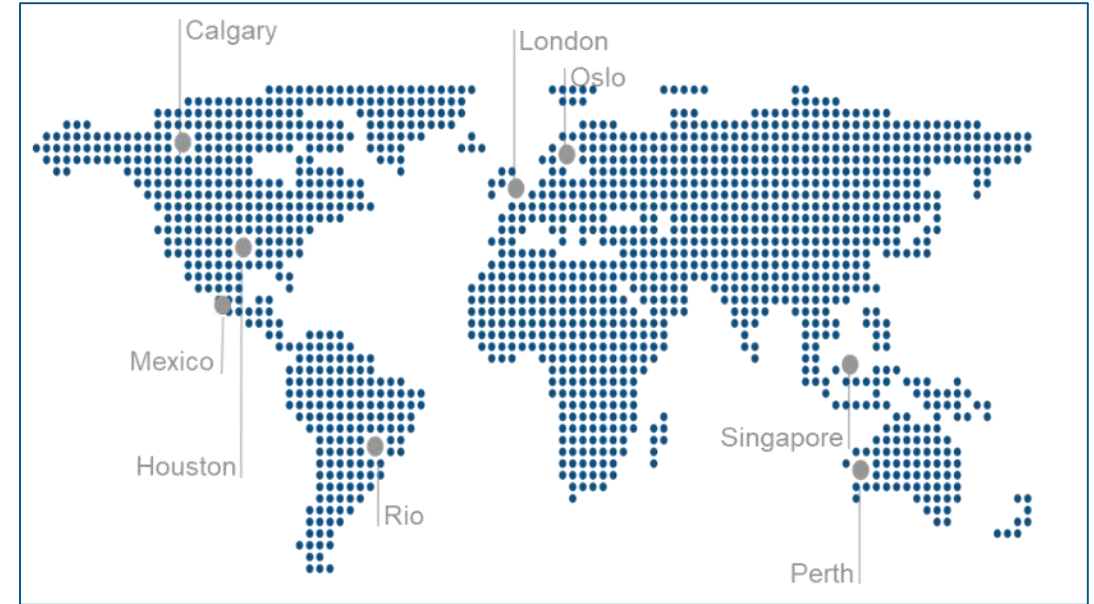 Calgary
London
Oslo
Mexico
Singapore
Houston
Rio
Perth